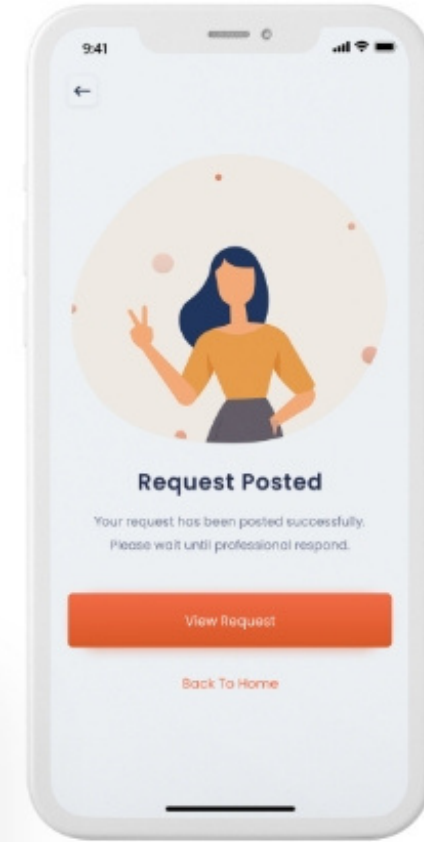 9:41
Request Posted
Your request has been posted successfully.
Please wait until professional respond.
View Request
Back To Home